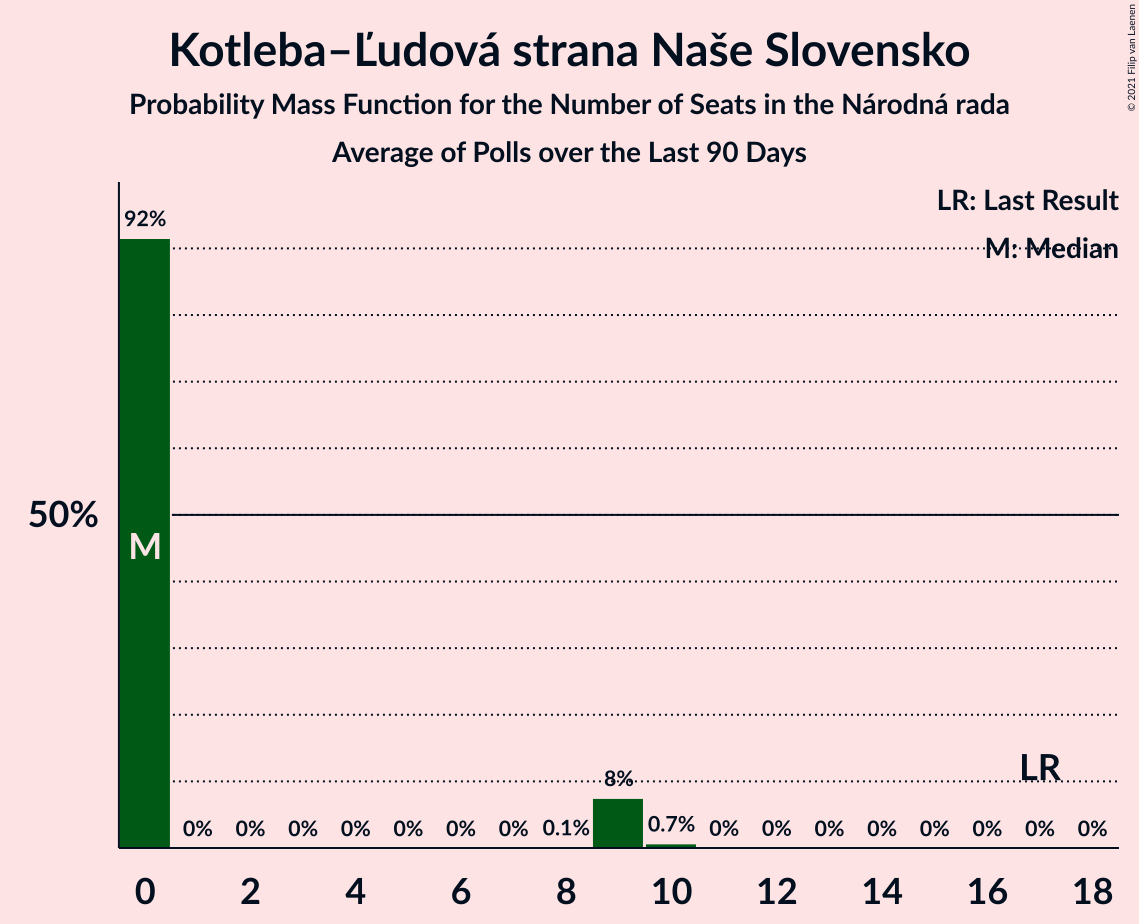 Kotleba–Ľudová strana Naše Slovensko
Probability Mass Function for the Number of Seats in the Národná rada
Average of Polls over the Last 90 Days
© 2021 Filip van Laenen
LR: Last Result
M: Median
92%
50%
M
LR
0% 0% 0% 0% 0% 0% 0% 0.1% 8% 0.7% 0% 0% 0% 0% 0% 0% 0% 0%
0 2 4 6 8 10 12 14 16 18